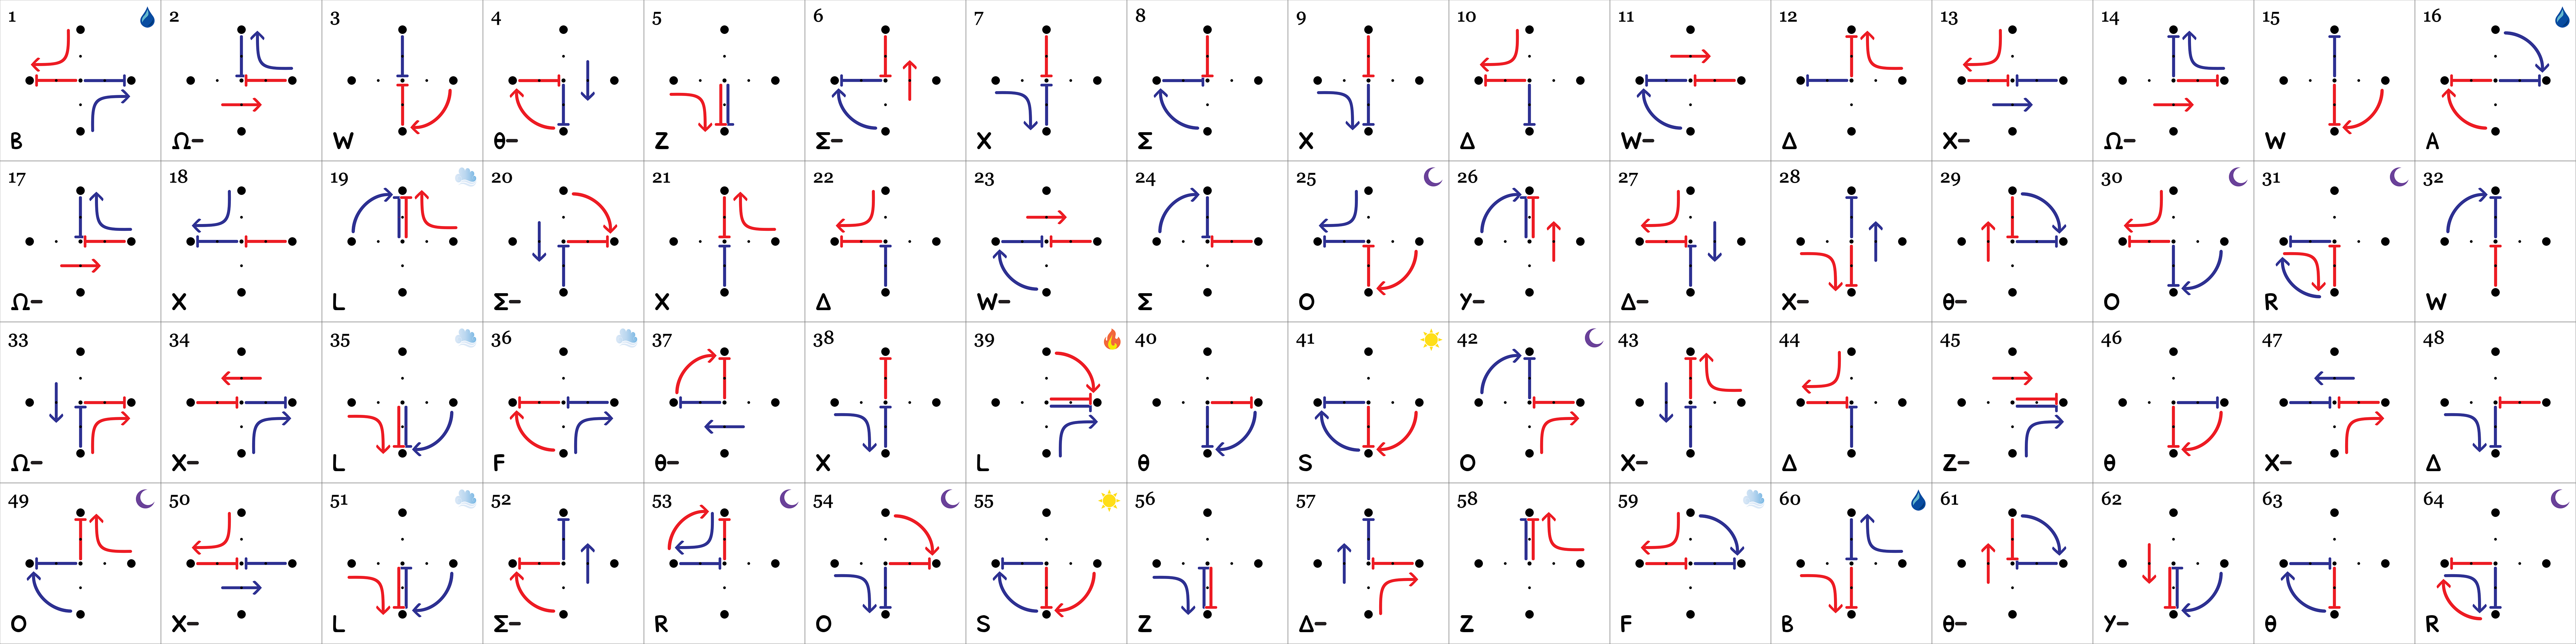 1 2 3 4 5 6 7 8 9 10 11 12 13 14 15 16
B Ω− W θ− Z Σ− X Σ X Δ W− Δ X− Ω− W A
17 18 19 20 21 22 23 24 25 26 27 28 29 30 31 32
Ω− X L Σ− X Δ W− Σ O Y− Δ− X− θ− O R W
33 34 35 36 37 38 39 40 41 42 43 44 45 46 47 48
Ω− X− L F θ− X L θ S O X− Δ Z− θ X− Δ
49 50 51 52 53 54 55 56 57 58 59 60 61 62 63 64
O X− L Σ− R O S Z Δ− Z F B θ− Y− θ R